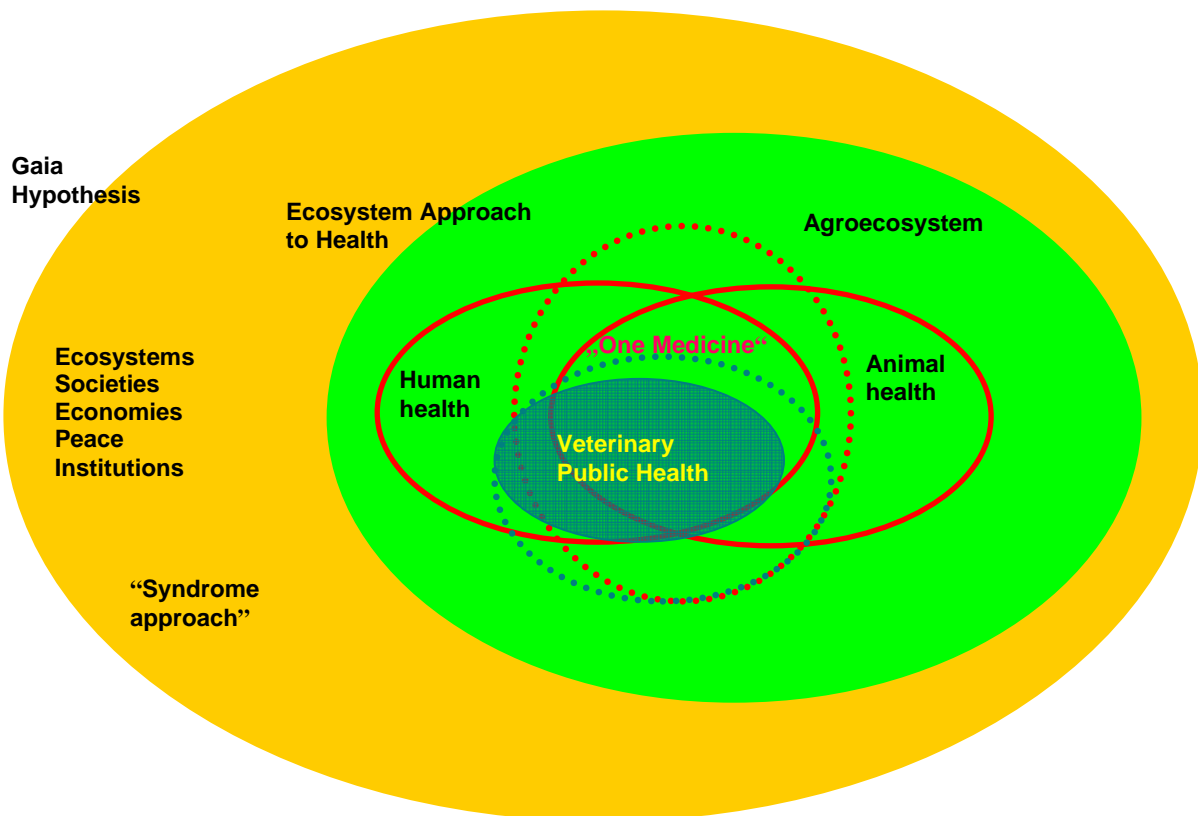 Gaia
Hypothesis
Ecosystem Approach
to Health
Agroecosystem
„One Medicine“
Human
health
Animal
health
Veterinary
Public Health
Ecosystems
Societies
Economies
Peace
Institutions
“Syndrome
approach”